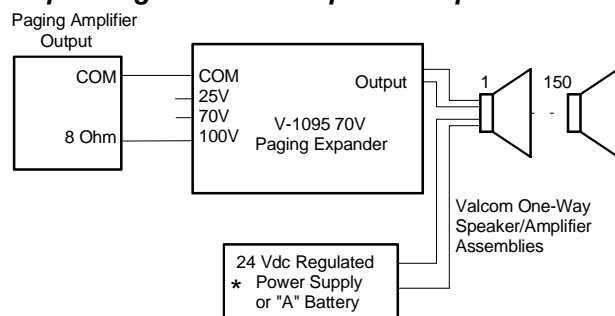 Paging Amplifier
Output
COM
8 Ohm
COM
25V
70V
100V
Output
V-1095 70V
Paging Expander
1
150
Valcom One-Way
Speaker/Amplifier
Assemblies
24 Vdc Regulated
* Power Supply
or "A" Battery